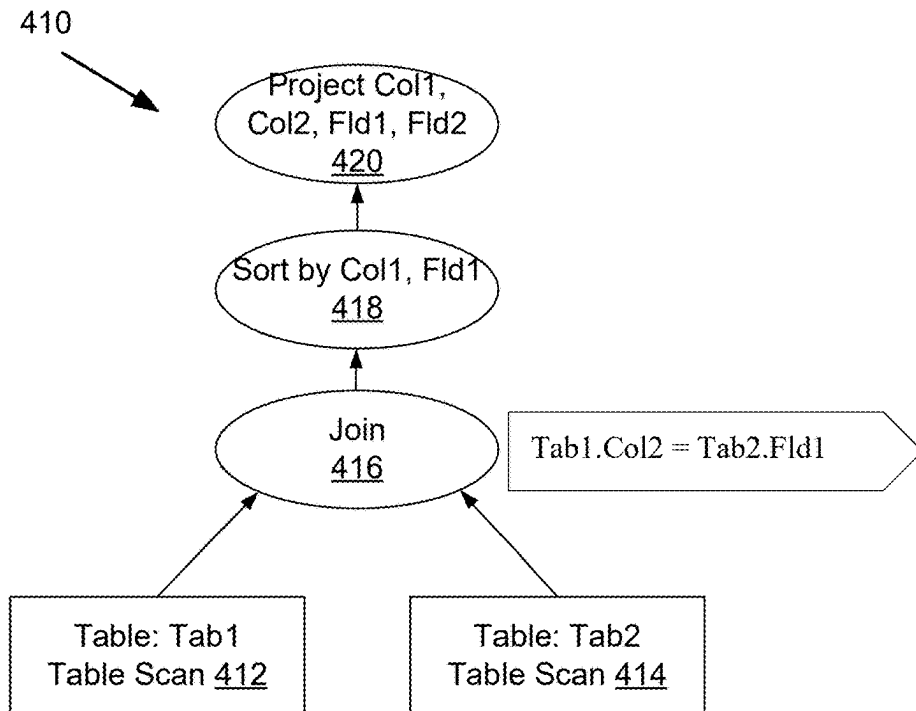 410
Project Col1,
Col2, Fld1, Fld2
420
Sort by Col1, Fld1
418
Join
416
Tab1.Col2 = Tab2.Fld1
Table: Tab1
Table Scan 412
Table: Tab2
Table Scan 414